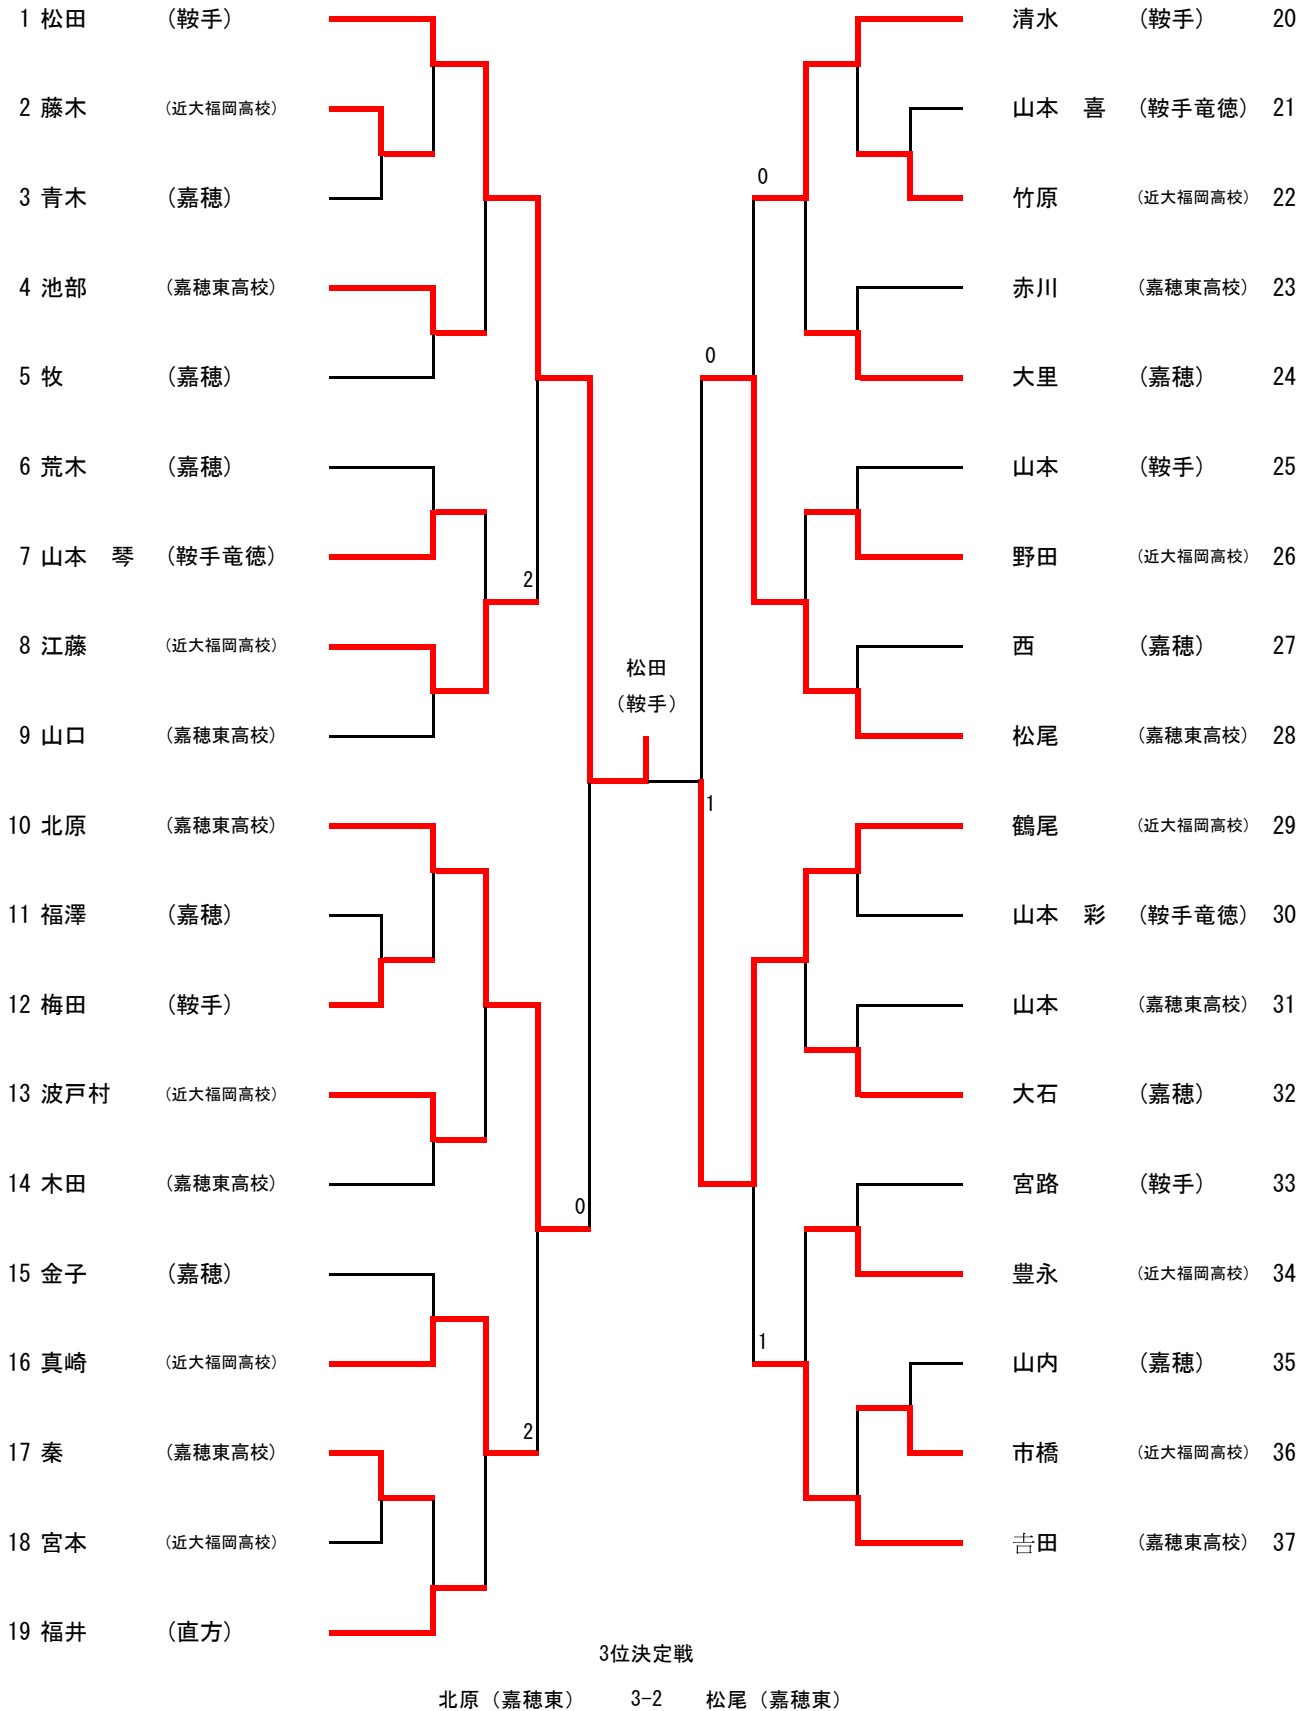 1 松田 (鞍手)
2 藤木 (近大福岡高校)
3 青木 (嘉穂)
4 池部 (嘉穂東高校)
5 牧 (嘉穂)
6 荒木 (嘉穂)
7 山本　琴 (鞍手竜徳)
8 江藤 (近大福岡高校)
9 山口 (嘉穂東高校)
10 北原 (嘉穂東高校)
11 福澤 (嘉穂)
12 梅田 (鞍手)
13 波戸村 (近大福岡高校)
14 木田 (嘉穂東高校)
15 金子 (嘉穂)
16 真崎 (近大福岡高校)
17 秦 (嘉穂東高校)
18 宮本 (近大福岡高校)
19 福井 (直方)
2
0
2
松田
(鞍手)
0
0
1
1
清水 (鞍手) 20
山本　喜 (鞍手竜徳) 21
竹原 (近大福岡高校) 22
赤川 (嘉穂東高校) 23
大里 (嘉穂) 24
山本 (鞍手) 25
野田 (近大福岡高校) 26
西 (嘉穂) 27
松尾 (嘉穂東高校) 28
鶴尾 (近大福岡高校) 29
山本　彩 (鞍手竜徳) 30
山本 (嘉穂東高校) 31
大石 (嘉穂) 32
宮路 (鞍手) 33
豊永 (近大福岡高校) 34
山内 (嘉穂) 35
市橋 (近大福岡高校) 36
𠮷田 (嘉穂東高校) 37
3位決定戦
北原（嘉穂東） 3-2 松尾（嘉穂東）